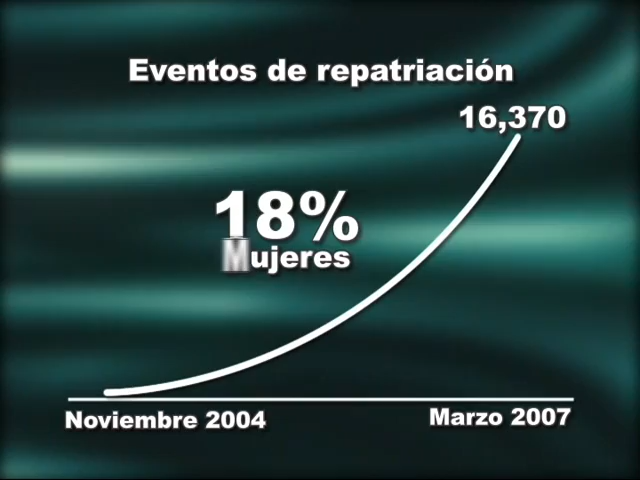 Eventos de repatriación
16,370
18%
Mujeres
Noviembre 2004
Marzo 2007